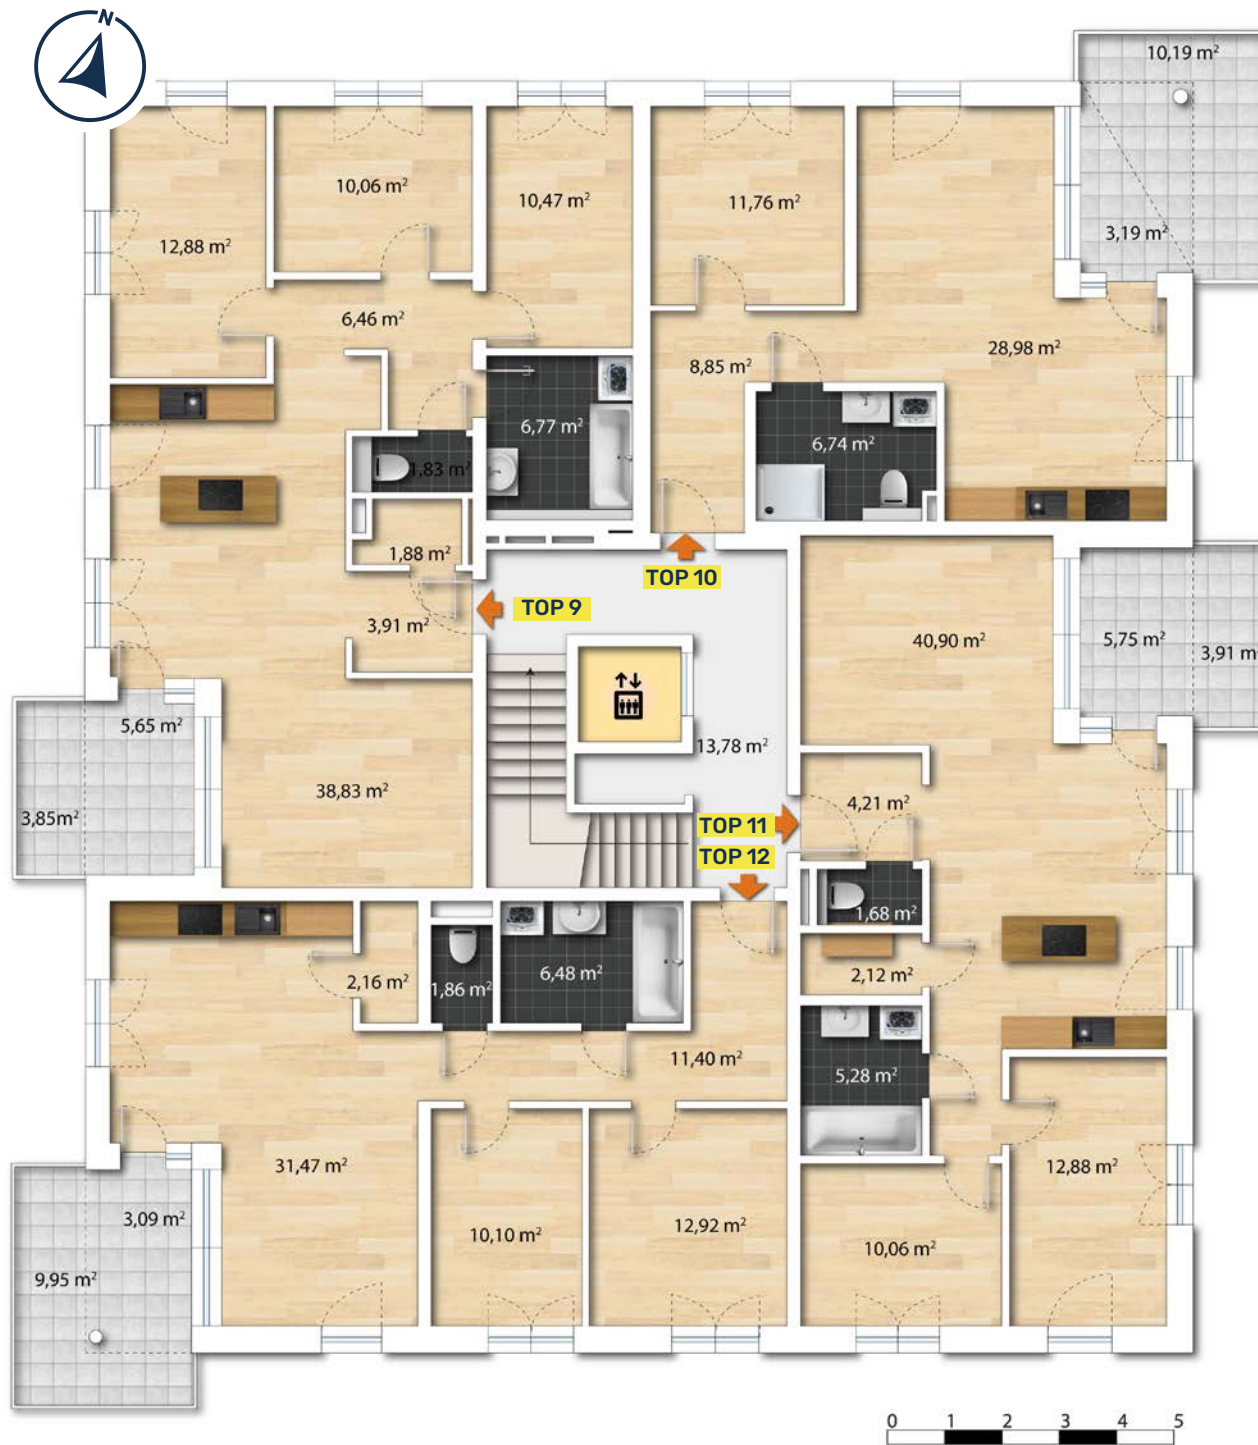 N
10,19 m²
10,06 m²
10,47 m²
11,76 m²
12,88 m²
3,19 m²
6,46 m²
28,98 m²
8,85 m²
6,77 m²
6,74 m²
1,83 m²
1,88 m²
TOP 10
TOP 9
3,91 m²
40,90 m²
5,75 m²
3,91 m
5,65 m²
13,78 m²
38,83 m²
4,21 m²
3,85m²
TOP 11
TOP 12
1,68 m²
2,16 m²
1,86 m²
6,48 m²
2,12 m²
11,40 m²
5,28 m²
31,47 m²
12,88 m²
3,09 m²
10,10 m²
12,92 m²
10,06 m²
9,95 m²
0 1 2 3 4 5